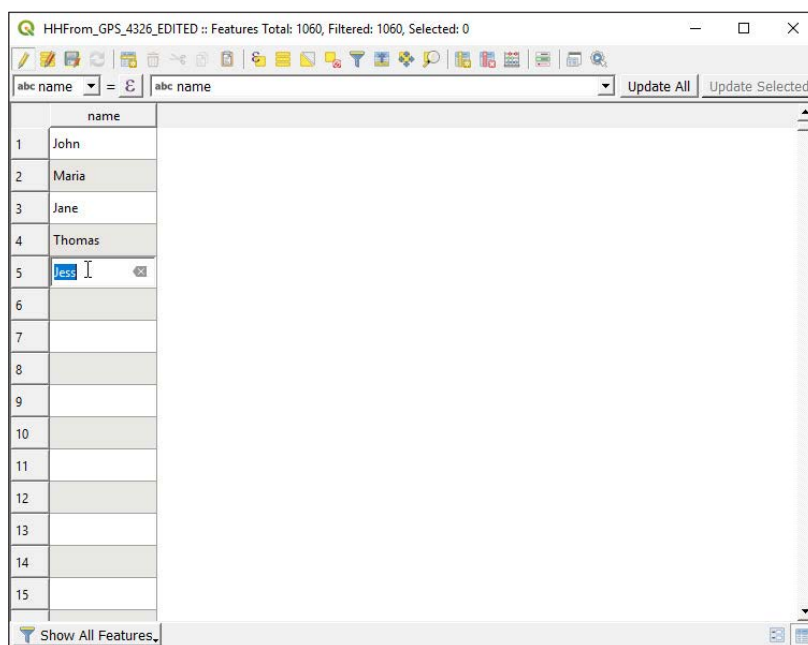 HHFrom_GPS_4326_EDITED :: Features Total: 1060, Filtered: 1060, Selected: 0
abc name = ε abc name Update All Update Selected
name
1 John
2 Maria
3 Jane
4 Thomas
5 Jess
6
7
8
9
10
11
12
13
14
15
Show All Features